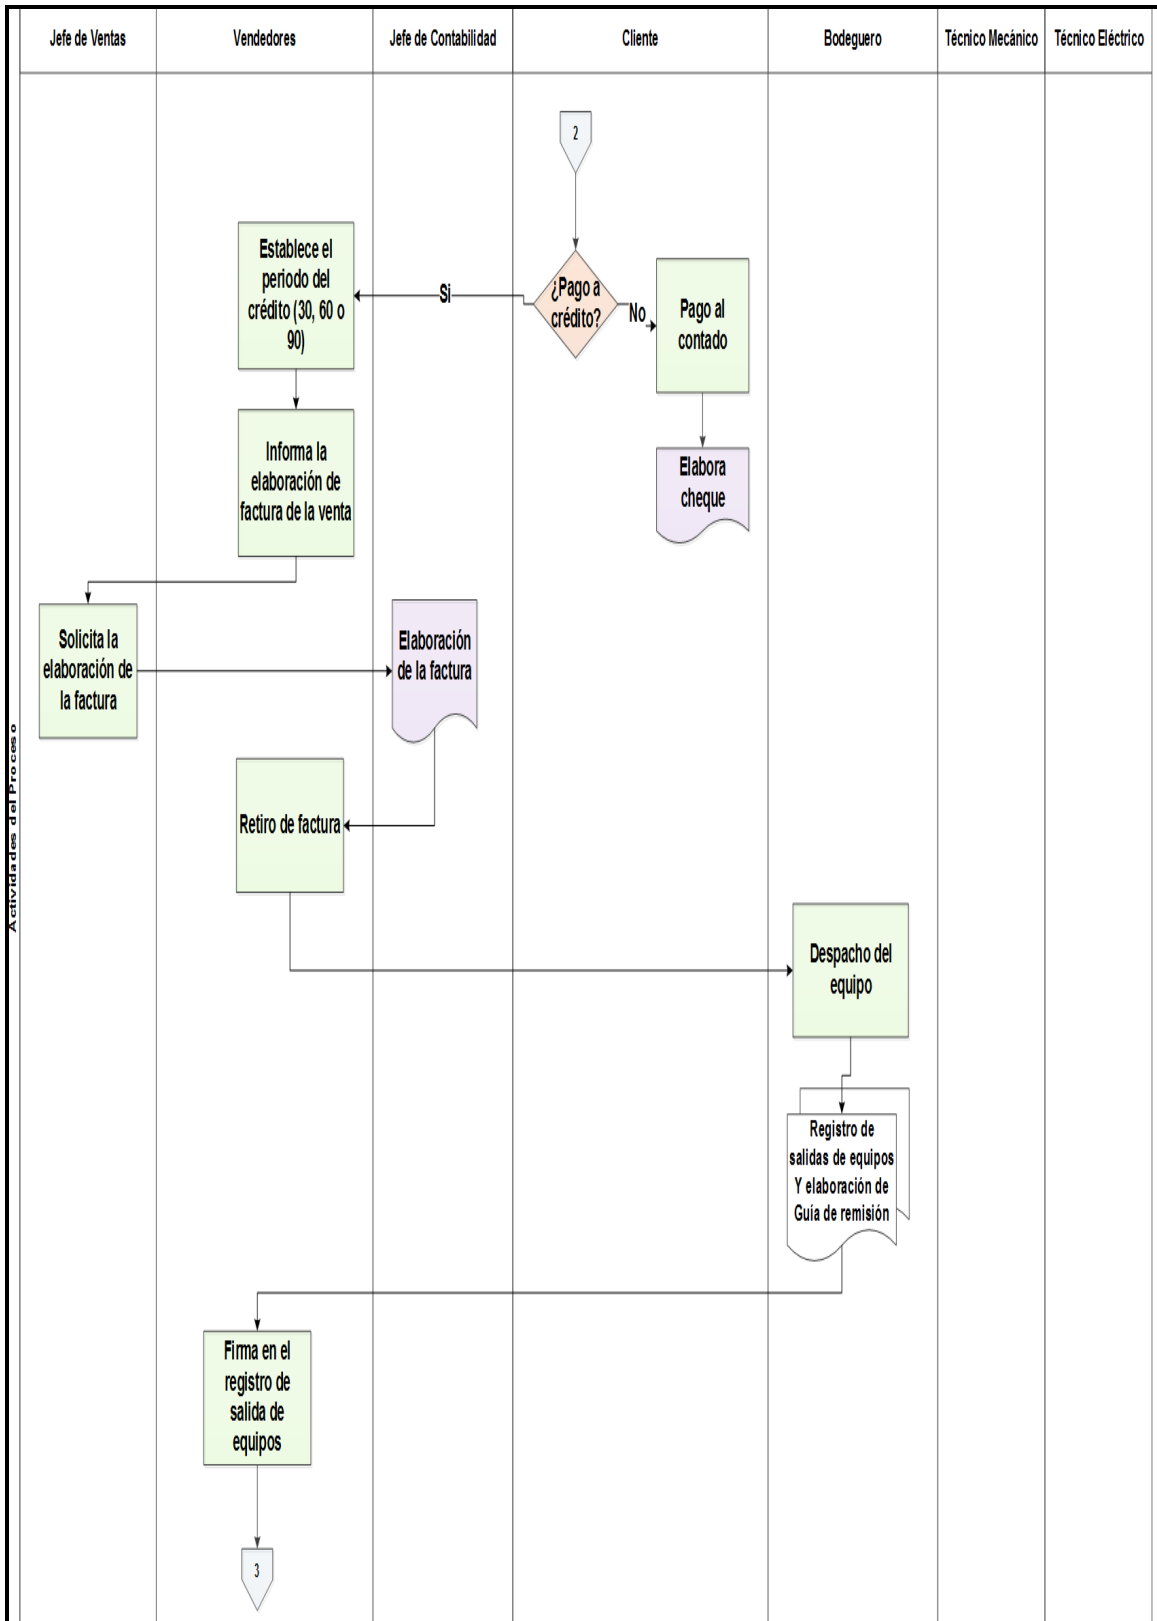 Jefe de Ventas
Vendedores
Jefe de Contabilidad
Cliente
Bodeguero
Técnico Mecánico
Técnico Eléctrico
Actividades del Proceso
2
¿Pago a
crédito?
Si
No
Establece el
periodo del
crédito (30, 60 o
90)
Pago al
contado
Informa la
elaboración de
factura de la venta
Elabora
cheque
Solicita la
elaboración de
la factura
Elaboración
de la factura
Retiro de factura
Despacho del
equipo
Registro de
salidas de equipos
Y elaboración de
Guía de remisión
Firma en el
registro de
salida de
equipos
3